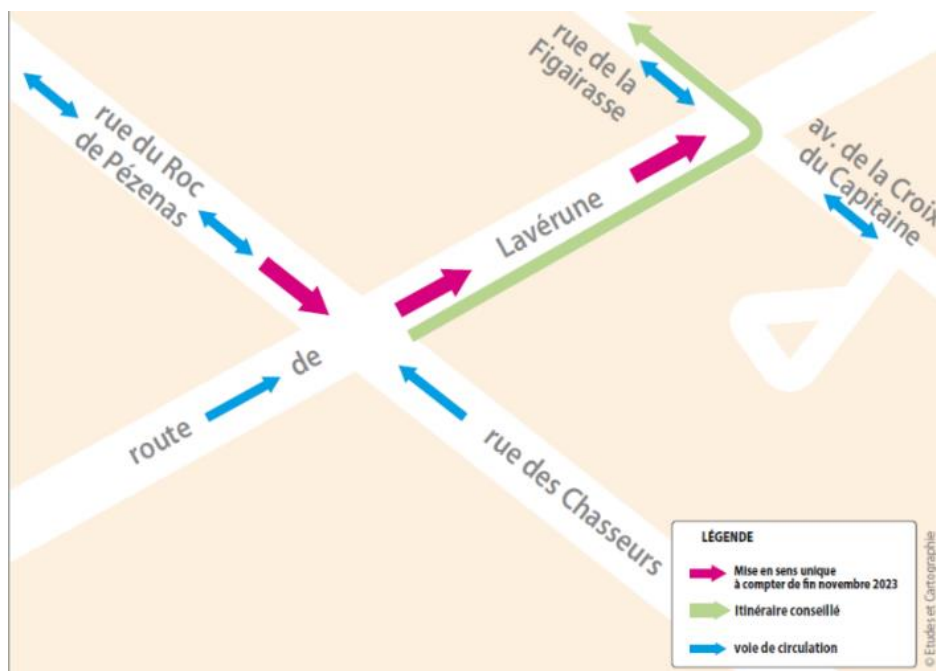 rue de la
Figairasse
rue du Roc
de Pézenas
av. de la Croix
du Capitaine
Lavérune
de
route
rue des Chasseurs
LÉGENDE
Mise en sens unique
à compter de fin novembre 2023
Itinéraire conseillé
voie de circulation
© Etudes et Cartographie